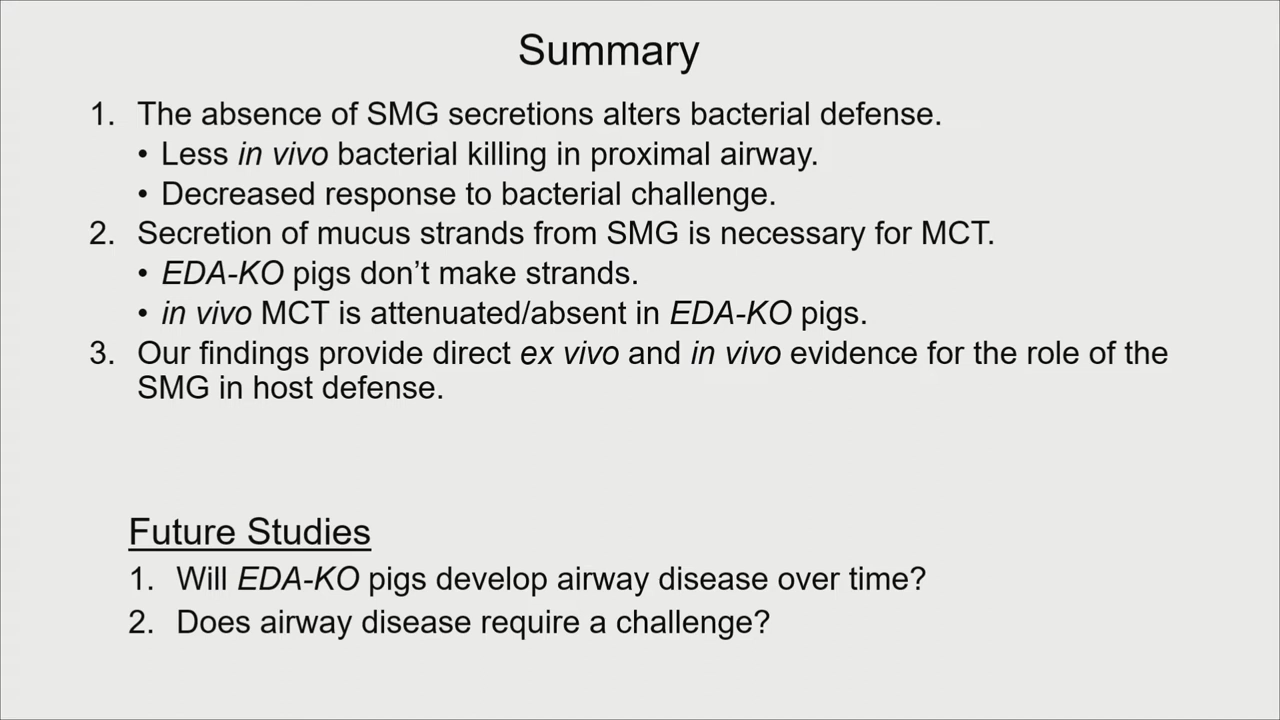 Summary
1. The absence of SMG secretions alters bacterial defense.
• Less in vivo bacterial killing in proximal airway.
• Decreased response to bacterial challenge.
2. Secretion of mucus strands from SMG is necessary for MCT.
• EDA-KO pigs don’t make strands.
• in vivo MCT is attenuated/absent in EDA-KO pigs.
3. Our findings provide direct ex vivo and in vivo evidence for the role of the
SMG in host defense.
Future Studies
1. Will EDA-KO pigs develop airway disease over time?
2. Does airway disease require a challenge?